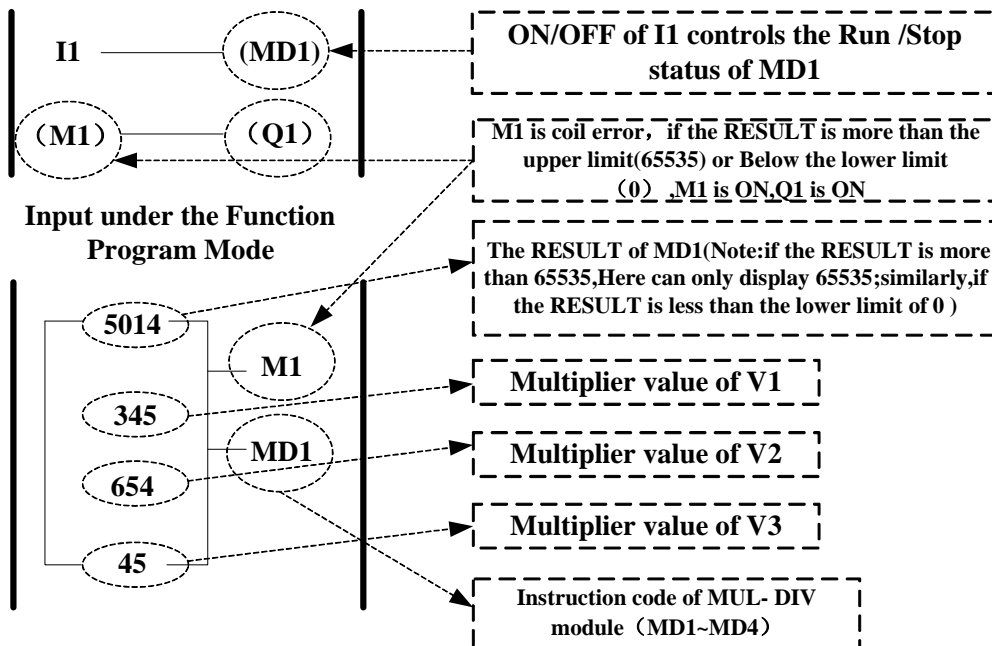 I1 (MD1)
(M1) (Q1)
Input under the Function
Program Mode
5014
M1
345
MD1
654
45
ON/OFF of I1 controls the Run /Stop
status of MD1
M1 is coil error，if the RESULT is more than the
upper limit(65535) or Below the lower limit
（0）,M1 is ON,Q1 is ON
The RESULT of MD1(Note:if the RESULT is more
than 65535,Here can only display 65535;similarly,if
the RESULT is less than the lower limit of 0 )
Multiplier value of V1
Multiplier value of V2
Multiplier value of V3
Instruction code of MUL- DIV
module（MD1~MD4）